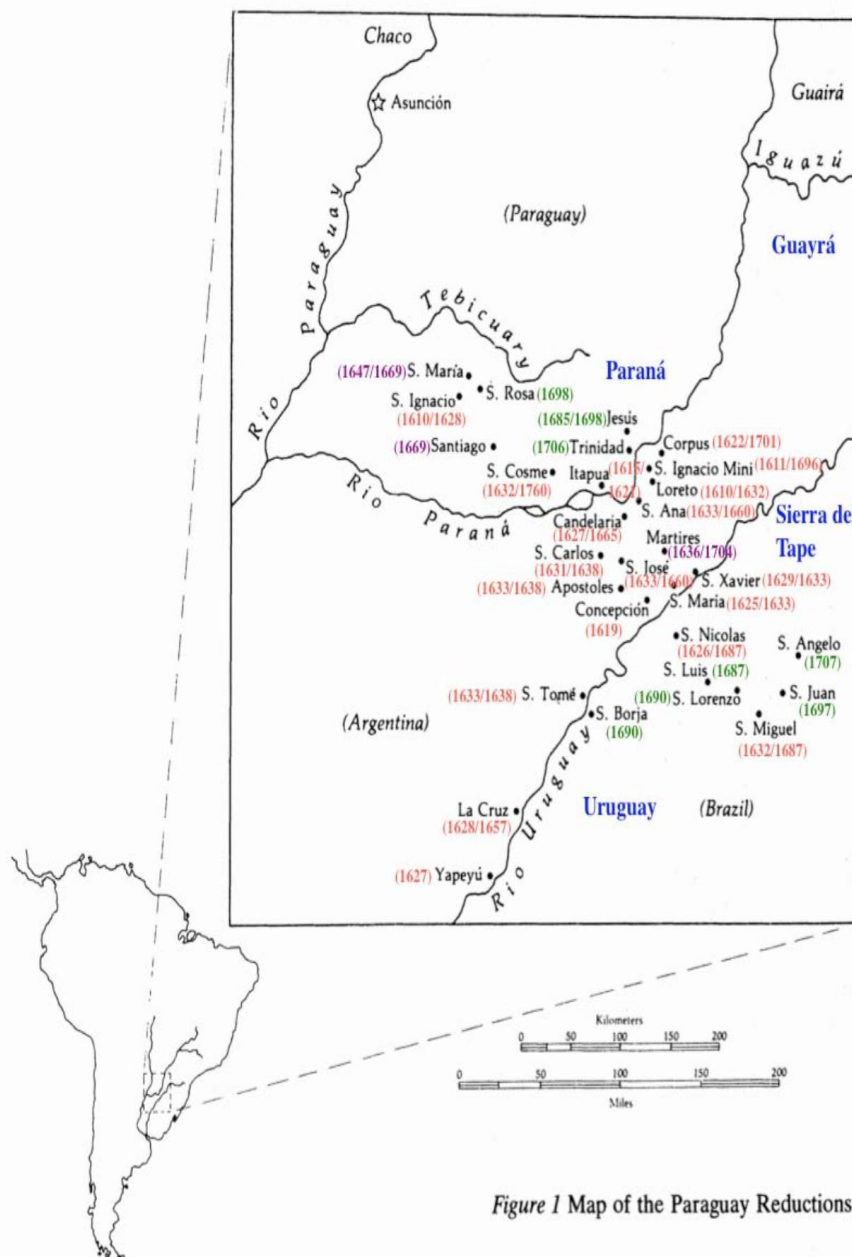 Chaco
Asunción
Guairá
Iguazú
Rio Paraguay
(Paraguay)
Guayrá
Tebicuary
(1647/1669) S. María
S. Rosa (1698)
Paraná
S. Ignacio
(1610/1628)
(1685/1698) Jesús
(1669) Santiago
(1706) Trinidad
Corpus (1622/1701)
S. Cosme
(1632/1760)
Itapua
(1615/
1621)
S. Ignacio Mini (1611/1696)
Loreto (1610/1632)
Rio Paraná
S. Ana (1633/1660)
Sierra de
Tape
Candelaria
(1627/1665)
Martires
(1636/1704)
S. Carlos
(1631/1638)
S. José
(1633/1660)
S. Xavier (1629/1633)
(1633/1638) Apostoles
S. María
(1625/1633)
Concepción
(1619)
S. Nicolas
(1626/1687)
S. Angelo
(1707)
S. Luis (1687)
(1633/1638) S. Tomé
(1690) S. Lorenzo
S. Juan
(1697)
S. Borja
(1690)
S. Miguel
(1632/1687)
(Argentina)
Rio Uruguay
Uruguay
(Brazil)
La Cruz
(1628/1657)
(1627) Yapeyú
Kilometers
0 50 100 150 200
0 50 100 150 200
Miles
Figure 1 Map of the Paraguay Reductions